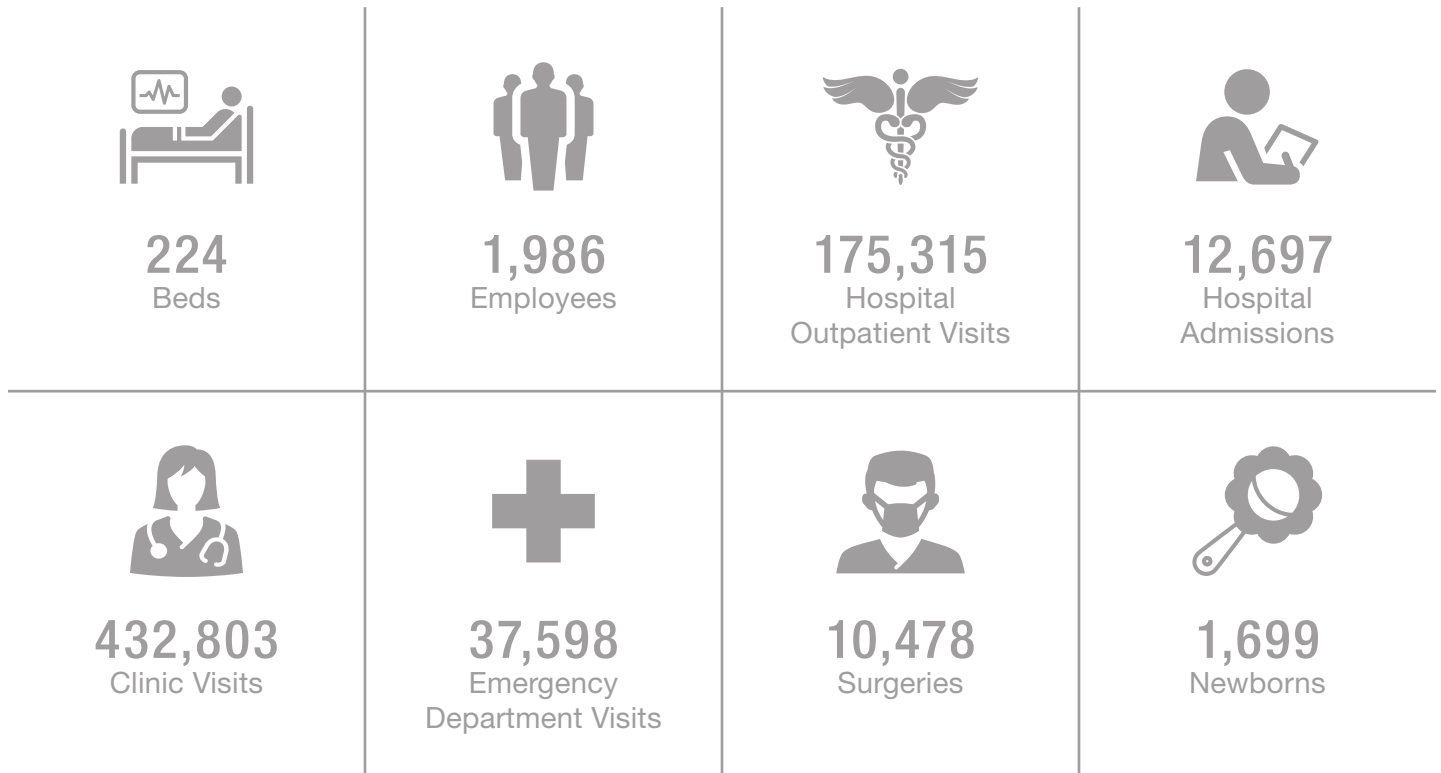 224
Beds
1,986
Employees
175,315
Hospital
Outpatient Visits
12,697
Hospital
Admissions
432,803
Clinic Visits
37,598
Emergency
Department Visits
10,478
Surgeries
1,699
Newborns